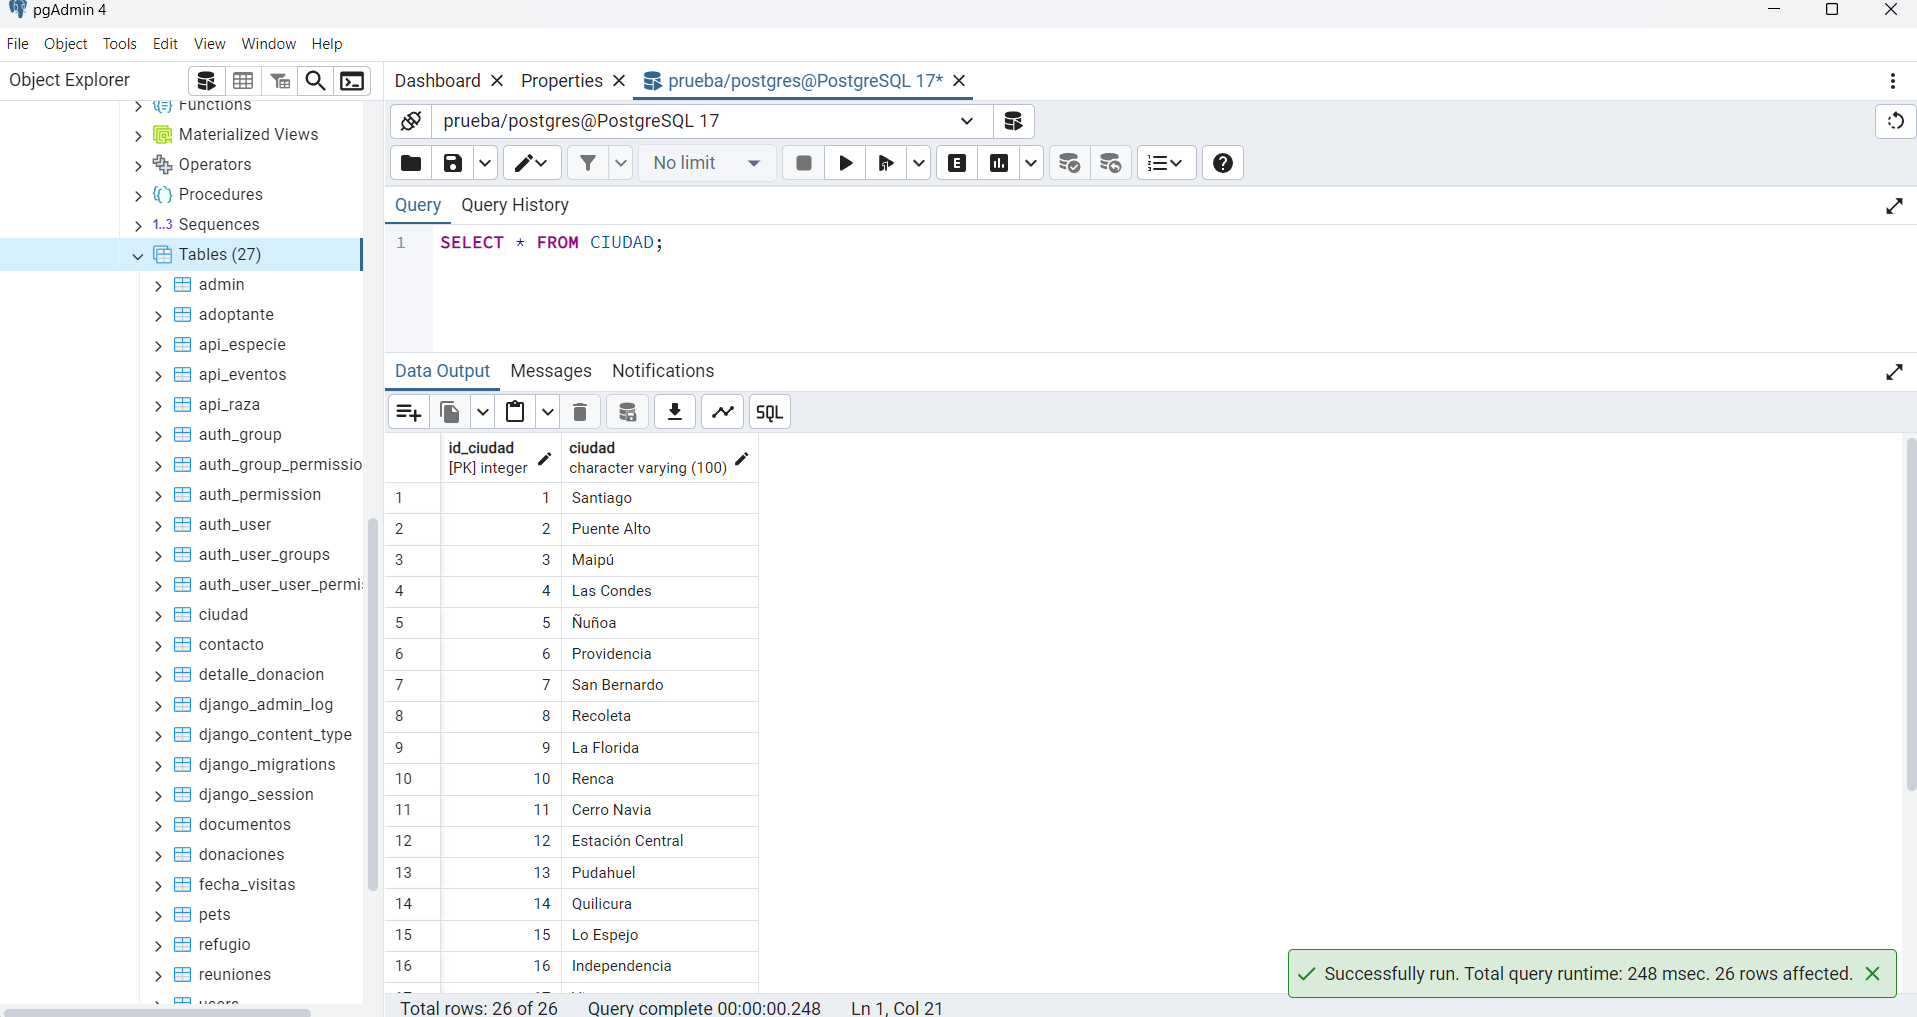 pgAdmin 4
File Object Tools Edit View Window Help
Object Explorer
Functions
Materialized Views
Operators
Procedures
1..3 Sequences
Tables (27)
admin
adoptante
api_especie
api_eventos
api_raza
auth_group
auth_group_permissio
auth_permission
auth_user
auth_user_groups
auth_user_user_permi
ciudad
contacto
detalle_donacion
django_admin_log
django_content_type
django_migrations
django_session
documentos
donaciones
fecha_visitas
pets
refugio
reuniones
Dashboard Properties prueba/postgres@PostgreSQL 17*
prueba/postgres@PostgreSQL 17
No limit E
Query Query History
1 SELECT * FROM CIUDAD;
Data Output Messages Notifications
SQL
id_ciudad ciudad
[PK] integer character varying (100)
1 1 Santiago
2 2 Puente Alto
3 3 Maipú
4 4 Las Condes
5 5 Ñuñoa
6 6 Providencia
7 7 San Bernardo
8 8 Recoleta
9 9 La Florida
10 10 Renca
11 11 Cerro Navia
12 12 Estación Central
13 13 Pudahuel
14 14 Quilicura
15 15 Lo Espejo
16 16 Independencia
Successfully run. Total query runtime: 248 msec. 26 rows affected.
Total rows: 26 of 26 Query complete 00:00:00.248 Ln 1, Col 21